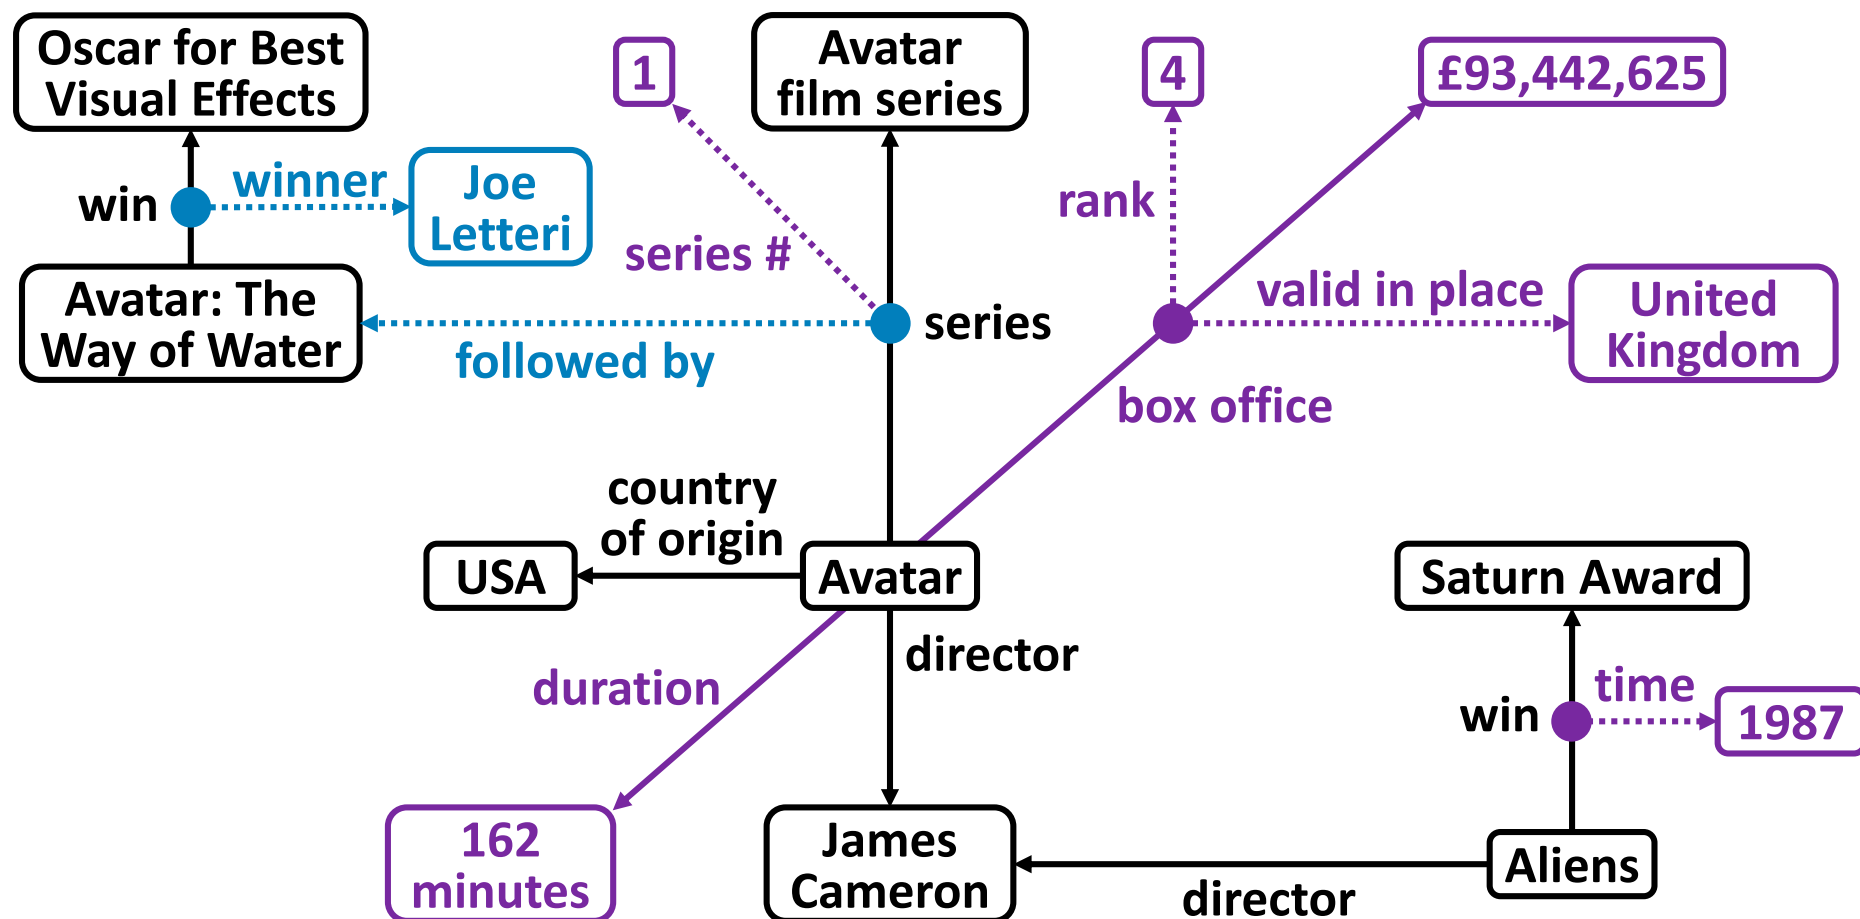 Oscar for Best
Visual Effects
1
Avatar
film series
4
£93,442,625
win
winner
Joe
Letteri
rank
series #
Avatar: The
Way of Water
followed by
series
valid in place
United
Kingdom
box office
country
of origin
USA
Avatar
Saturn Award
director
duration
win
time
1987
162
minutes
James
Cameron
director
Aliens